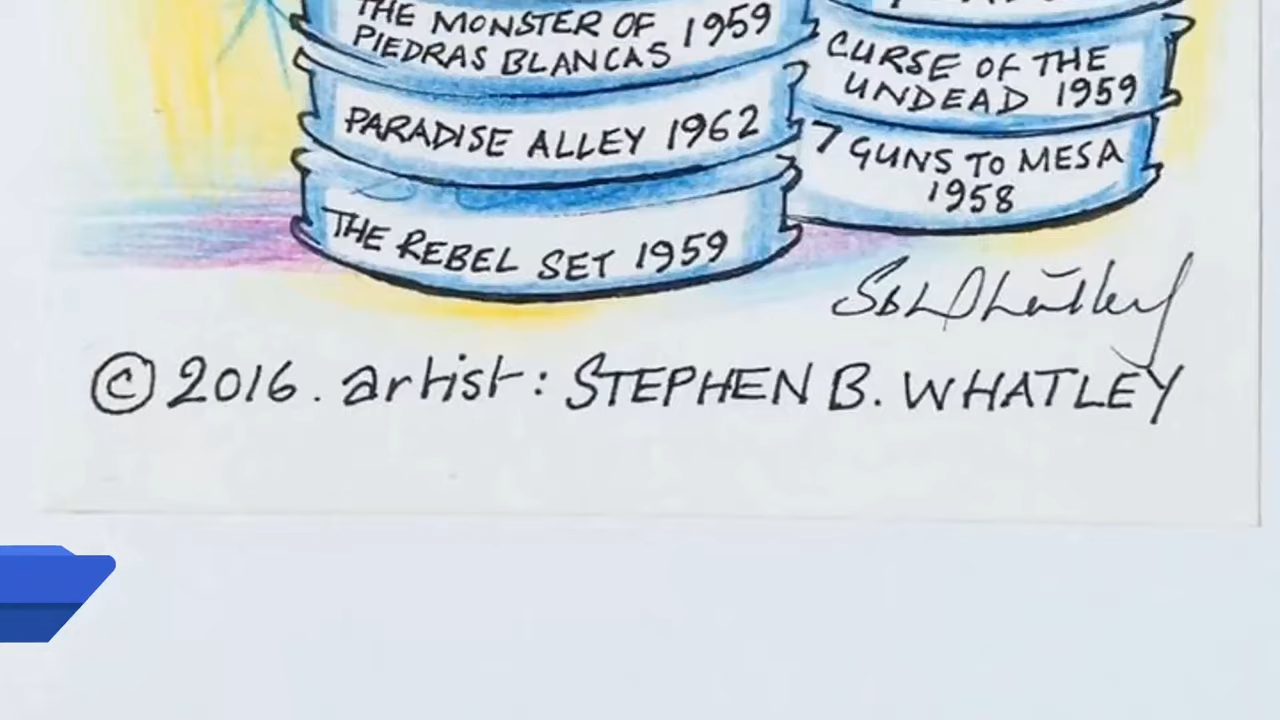 THE MONSTER OF
PIEDRAS BLANCAS 1959
PARADISE ALLEY 1962
THE REBEL SET 1959
CURSE OF THE
UNDEAD 1959
7 GUNS TO MESA
1958
© 2016. artist: STEPHEN B. WHATLEY